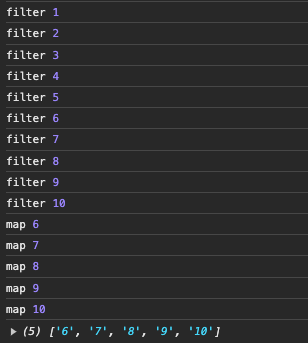 filter 1
filter 2
filter 3
filter 4
filter 5
filter 6
filter 7
filter 8
filter 9
filter 10
map 6
map 7
map 8
map 9
map 10
▶ (5) ['6', '7', '8', '9', '10']